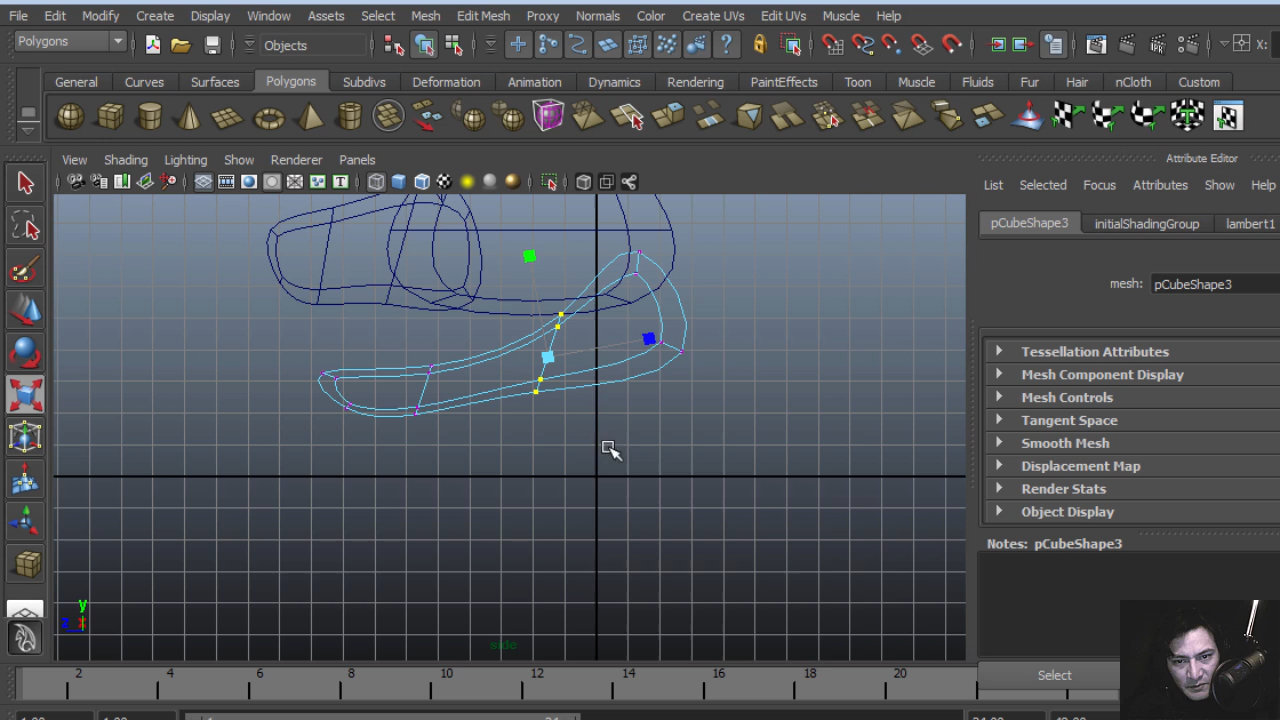 File Edit Modify Create Display Window Assets Select Mesh Edit Mesh Proxy Normals Color Create UVs Edit UVs Muscle Help
Polygons Objects X:
General Curves Surfaces Polygons Subdivs Deformation Animation Dynamics Rendering PaintEffects Toon Muscle Fluids Fur Hair nCloth Custom
View Shading Lighting Show Renderer Panels
Attribute Editor
List Selected Focus Attributes Show Help
pCubeShape3 initialShadingGroup lambert1
mesh: pCubeShape3
Tessellation Attributes
Mesh Component Display
Mesh Controls
Tangent Space
Smooth Mesh
Displacement Map
Render Stats
Object Display
Notes: pCubeShape3
y
z x
side
Select
2 4 6 8 10 12 14 16 18 20